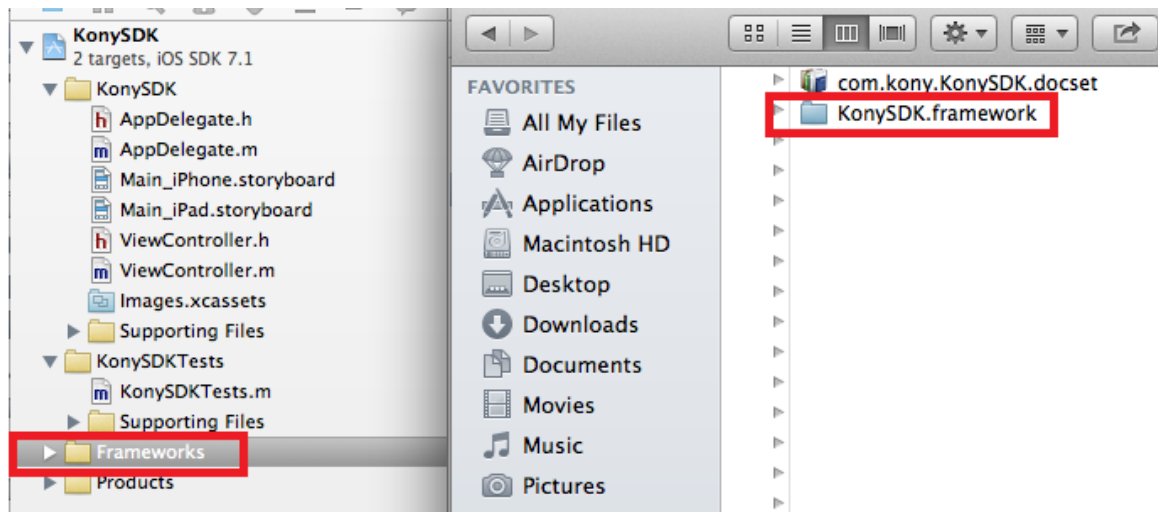 KonySDK
2 targets, iOS SDK 7.1
KonySDK
h AppDelegate.h
m AppDelegate.m
Main_iPhone.storyboard
Main_iPad.storyboard
h ViewController.h
m ViewController.m
Images.xcassets
Supporting Files
KonySDKTests
m KonySDKTests.m
Supporting Files
Frameworks
Products
FAVORITES
All My Files
AirDrop
Applications
Macintosh HD
Desktop
Downloads
Documents
Movies
Music
Pictures
com.kony.KonySDK.docset
KonySDK.framework